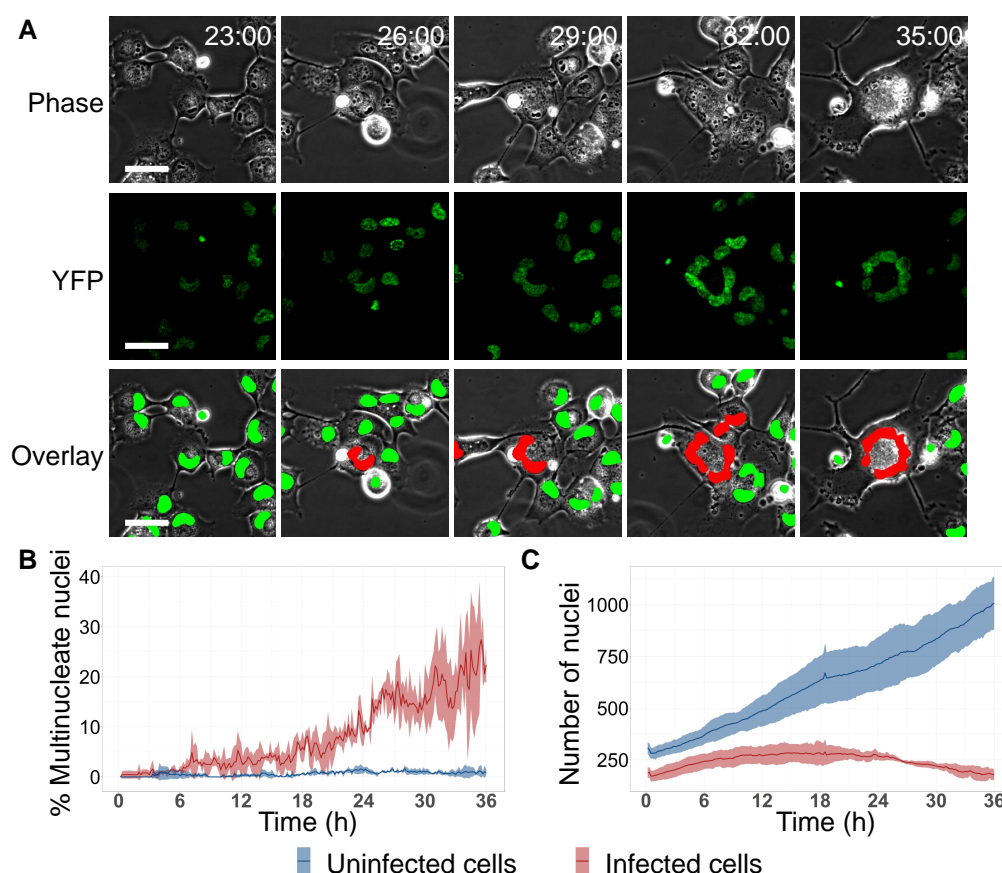 A
23:00 26:00 29:00 32:00 35:00
Phase
YFP
Overlay
B
% Multinucleate nuclei
40
30
20
10
0
0 6 12 18 24 30 36
Time (h)
C
Number of nuclei
1000
750
500
250
0 6 12 18 24 30 36
Time (h)
Uninfected cells Infected cells